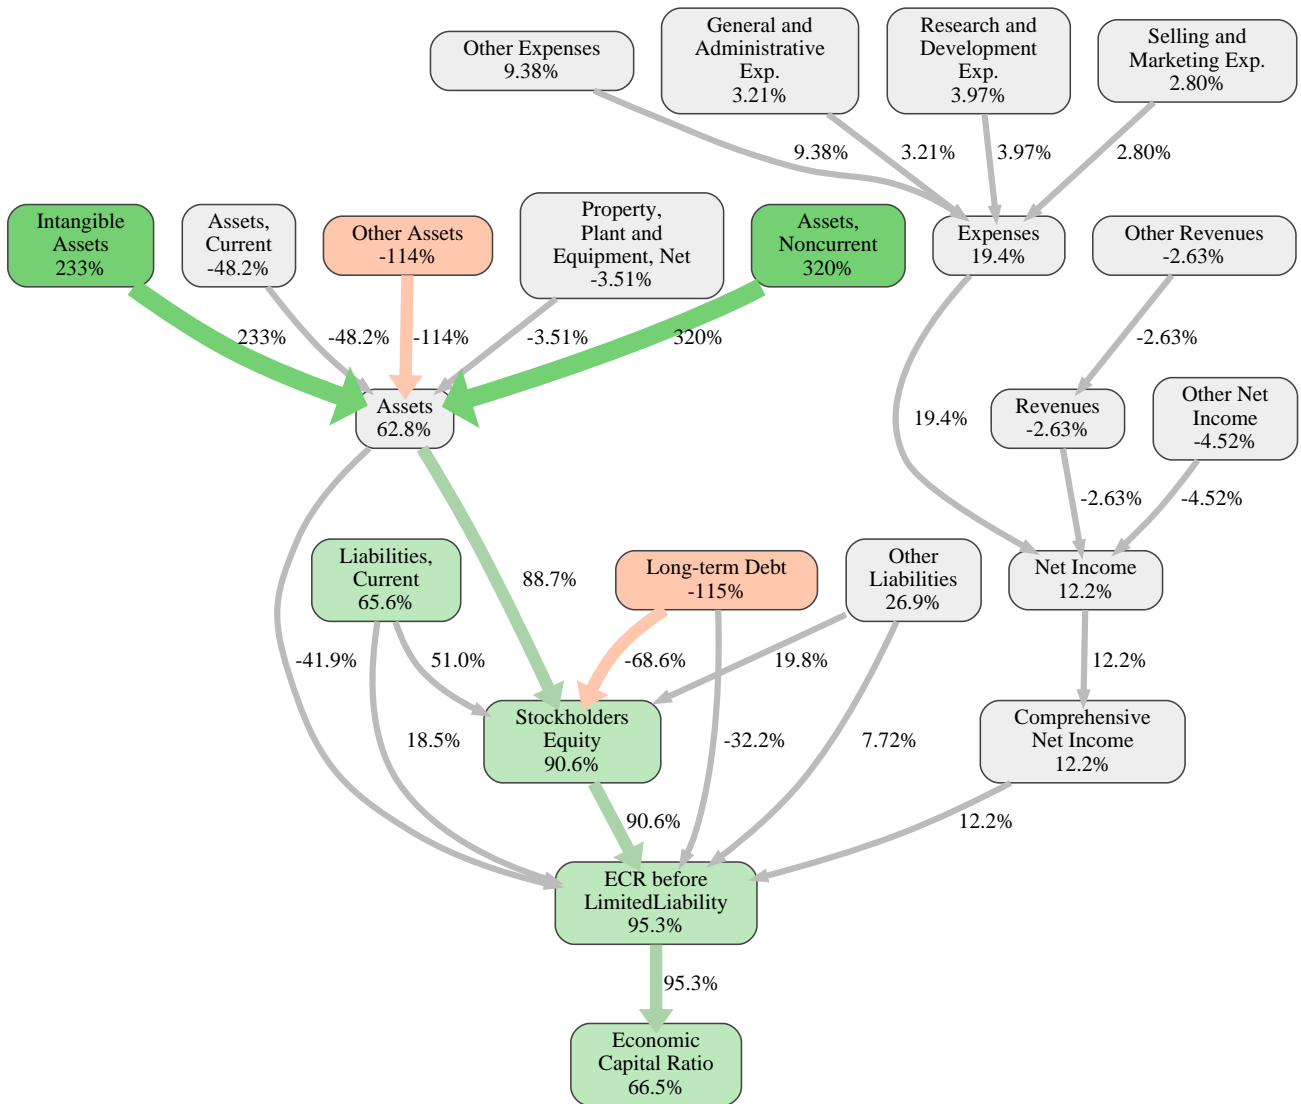 Other Expenses
9.38%
General and
Administrative
Exp.
3.21%
Research and
Development
Exp.
3.97%
Selling and
Marketing Exp.
2.80%
9.38%
3.21%
3.97%
2.80%
Intangible
Assets
233%
Assets,
Current
-48.2%
Other Assets
-114%
Property,
Plant and
Equipment, Net
-3.51%
Assets,
Noncurrent
320%
Expenses
19.4%
Other Revenues
-2.63%
233%
-48.2%
-114%
-3.51%
320%
-2.63%
Assets
62.8%
19.4%
Revenues
-2.63%
Other Net
Income
-4.52%
-2.63%
-4.52%
Liabilities,
Current
65.6%
88.7%
Long-term Debt
-115%
Other
Liabilities
26.9%
Net Income
12.2%
-41.9%
51.0%
-68.6%
19.8%
12.2%
Stockholders
Equity
90.6%
18.5%
-32.2%
7.72%
Comprehensive
Net Income
12.2%
90.6%
12.2%
ECR before
LimitedLiability
95.3%
95.3%
Economic
Capital Ratio
66.5%